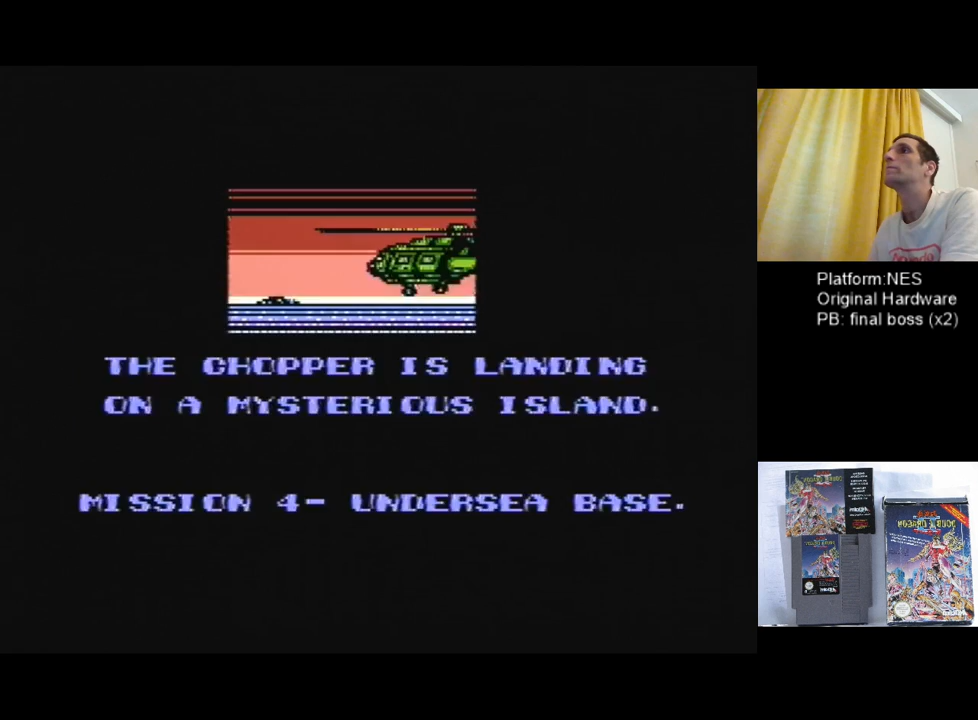 THE CHOPPER IS LANDING
ON A MYSTERIOUS ISLAND.
MISSION 4- UNDERSEA BASE.
Platform:NES
Original Hardware
PB: final boss (x2)